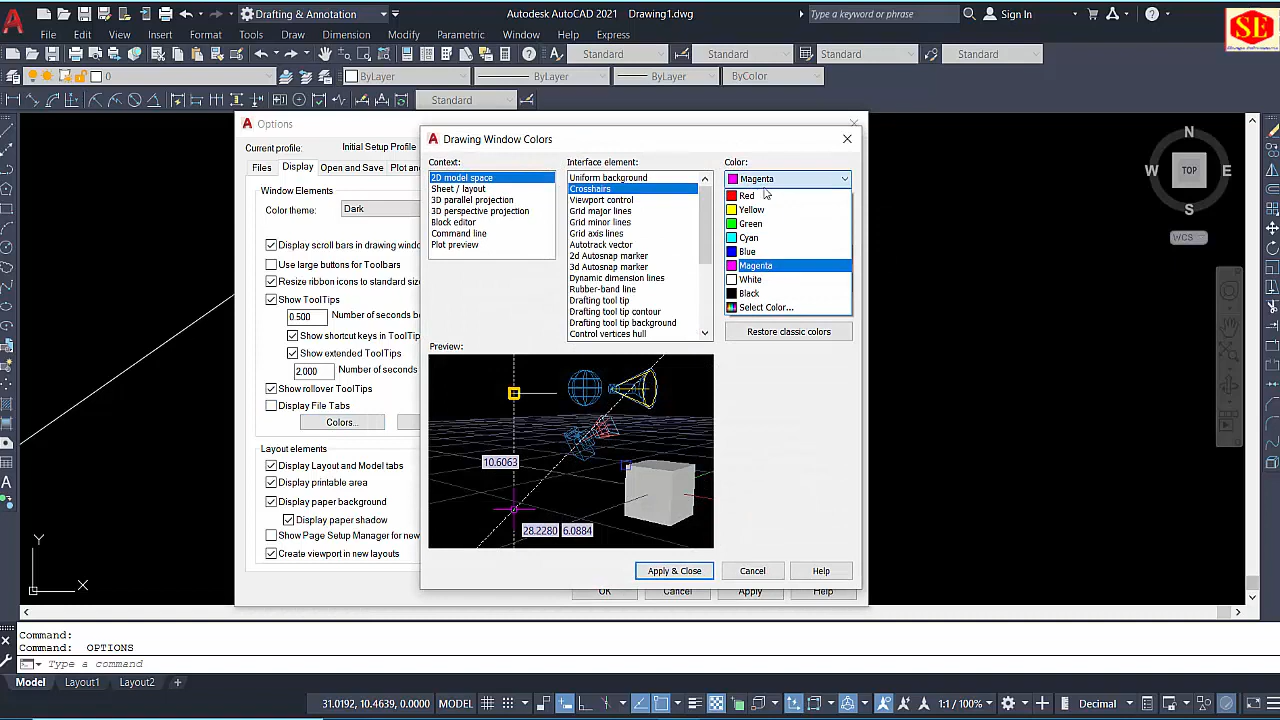 Drafting & Annotation
Autodesk AutoCAD 2021 Drawing1.dwg
Type a keyword or phrase
Sign In
SE
File Edit View Insert Format Tools Draw Dimension Modify Parametric Window Help Express
Standard Standard Standard Standard
0 ByLayer ByLayer ByLayer ByColor
Standard
Options
Current profile: Initial Setup Profile
Files Display Open and Save Plot an
Window Elements
Color theme: Dark
Display scroll bars in drawing windo
Use large buttons for Toolbars
Resize ribbon icons to standard size
Show ToolTips
0.500 Number of seconds b
Show shortcut keys in ToolTi
Show extended ToolTips
2.000 Number of seconds
Show rollover ToolTips
Display File Tabs
Colors...
Layout elements
Display Layout and Model tabs
Display printable area
Display paper background
Display paper shadow
Show Page Setup Manager for new
Create viewport in new layouts
OK Cancel Apply Help
Drawing Window Colors
Context:
2D model space
Sheet / layout
3D parallel projection
3D perspective projection
Block editor
Command line
Plot preview
Interface element:
Uniform background
Crosshairs
Viewport control
Grid major lines
Grid minor lines
Grid axis lines
Autotrack vector
2d Autosnap marker
3d Autosnap marker
Dynamic dimension lines
Rubber-band line
Drafting tool tip
Drafting tool tip contour
Drafting tool tip background
Control vertices hull
Color:
Magenta
Red
Yellow
Green
Cyan
Blue
Magenta
White
Black
Select Color...
Restore classic colors
Preview:
10.6063
28.2280 6.0884
Apply & Close Cancel Help
N
W TOP E
S
WCS
Y
X
Command:
Command: OPTIONS
Type a command
Model Layout1 Layout2 +
31.0192, 10.4639, 0.0000 MODEL 1:1 / 100% Decimal